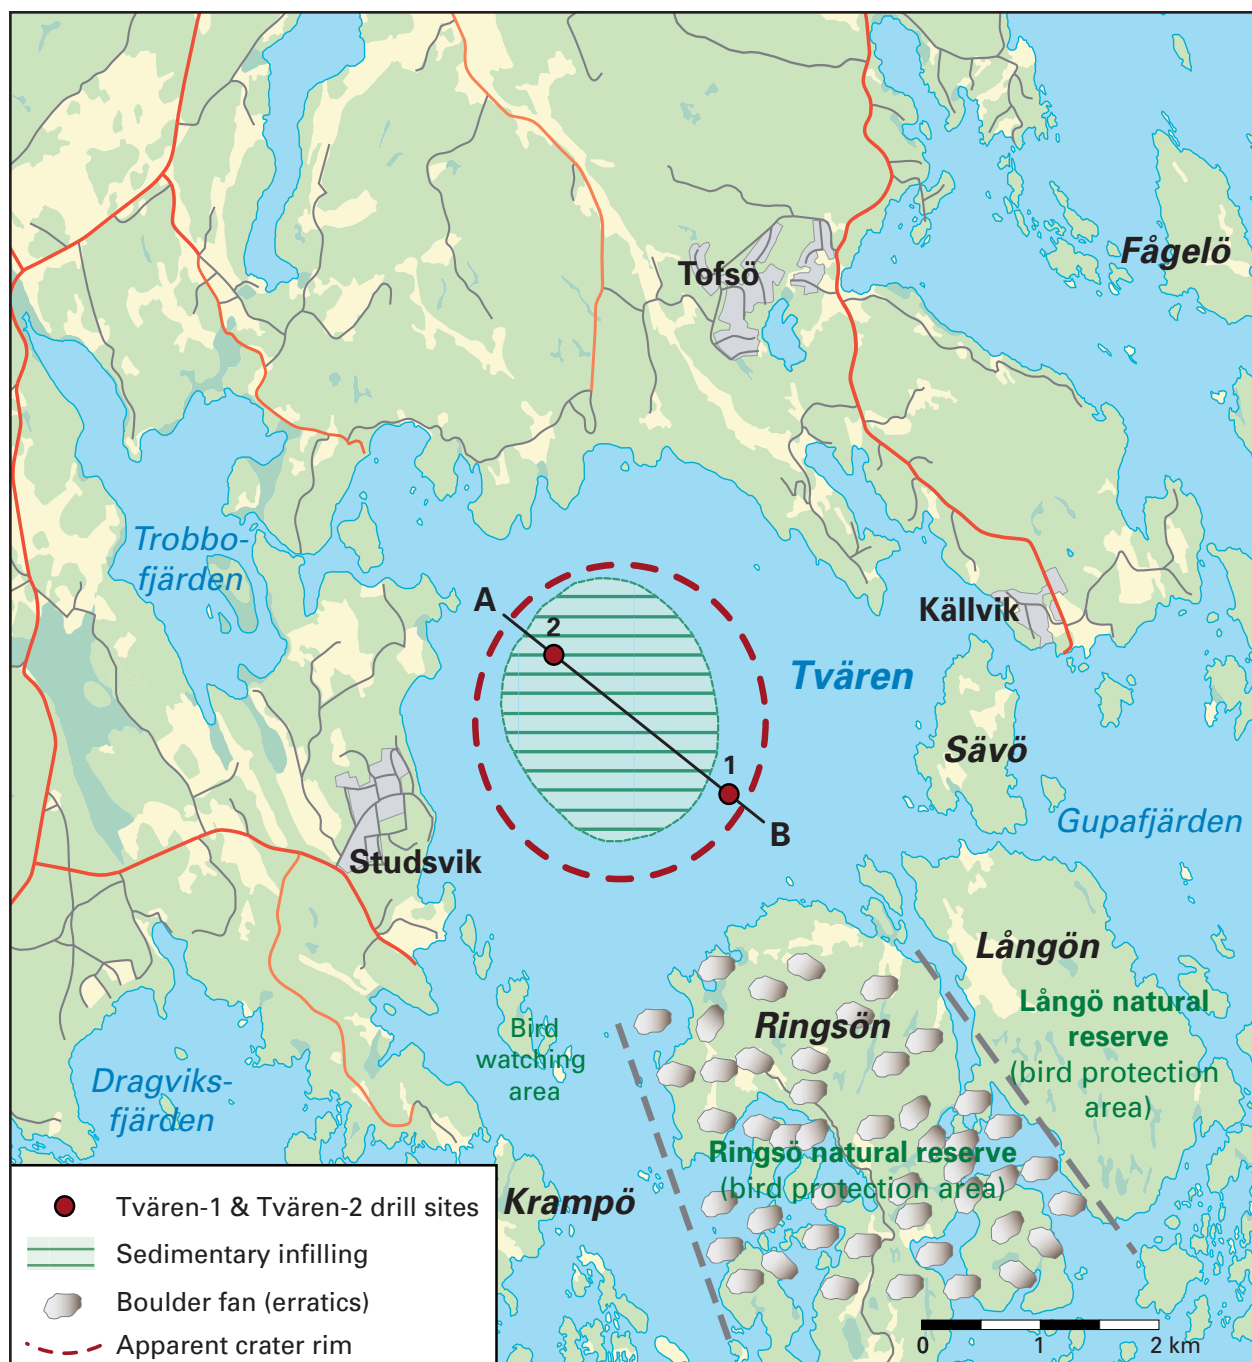 Fågelö
Tofsö
Trobbo-
fjärden
A
2
Källvik
Tvären
Sävö
1
B
Gupafjärden
Studsvik
Långön
Långö natural
reserve
(bird protection
area)
Ringsön
Bird
watching
area
Dragviks-
fjärden
Ringsö natural reserve
(bird protection area)
Krampö
Tvären-1 & Tvären-2 drill sites
Sedimentary infilling
Boulder fan (erratics)
Apparent crater rim
0 1 2 km